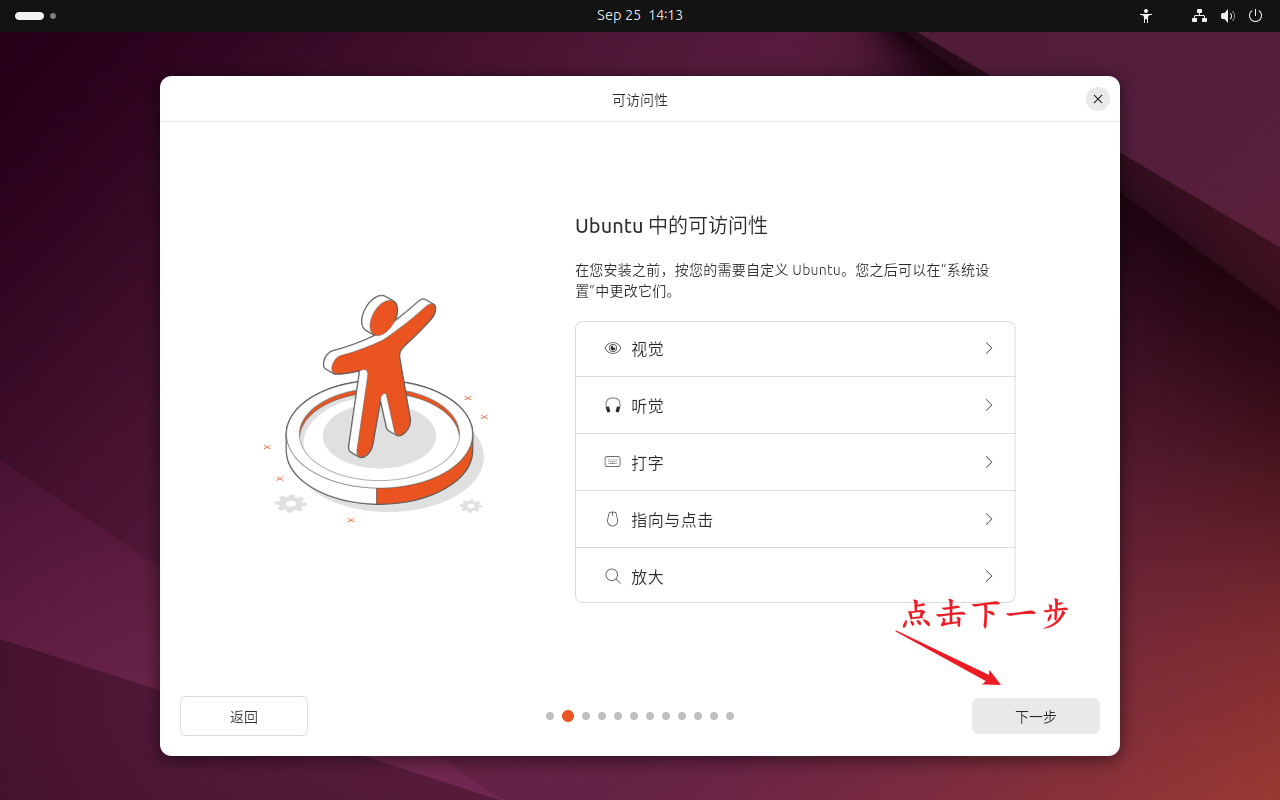 Sep 25 14:13
可访问性
Ubuntu 中的可访问性
在您安装之前，按您的需要自定义 Ubuntu。您之后可以在“系统设
置”中更改它们。
视觉
听觉
打字
指向与点击
放大
点击下一步
返回
下一步